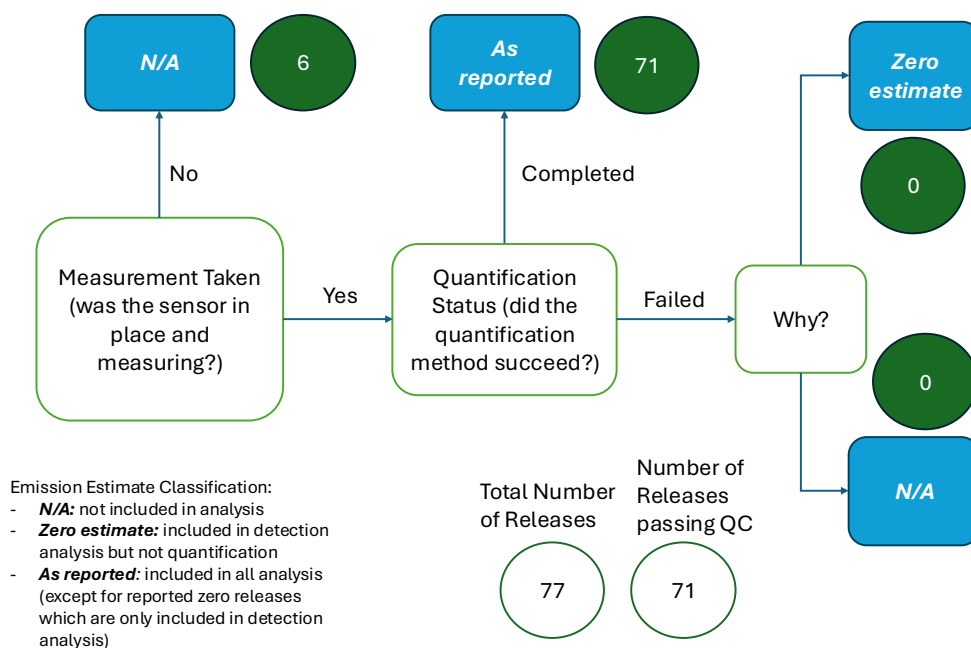 N/A
6
As
reported
71
Zero
estimate
0
No
Completed
Measurement Taken
(was the sensor in
place and
measuring?)
Yes
Quantification
Status (did the
quantification
method succeed?)
Failed
Why?
0
N/A
Emission Estimate Classification:
- N/A: not included in analysis
- Zero estimate: included in detection
analysis but not quantification
- As reported: included in all analysis
(except for reported zero releases
which are only included in detection
analysis)
Total Number
of Releases
77
Number of
Releases
passing QC
71